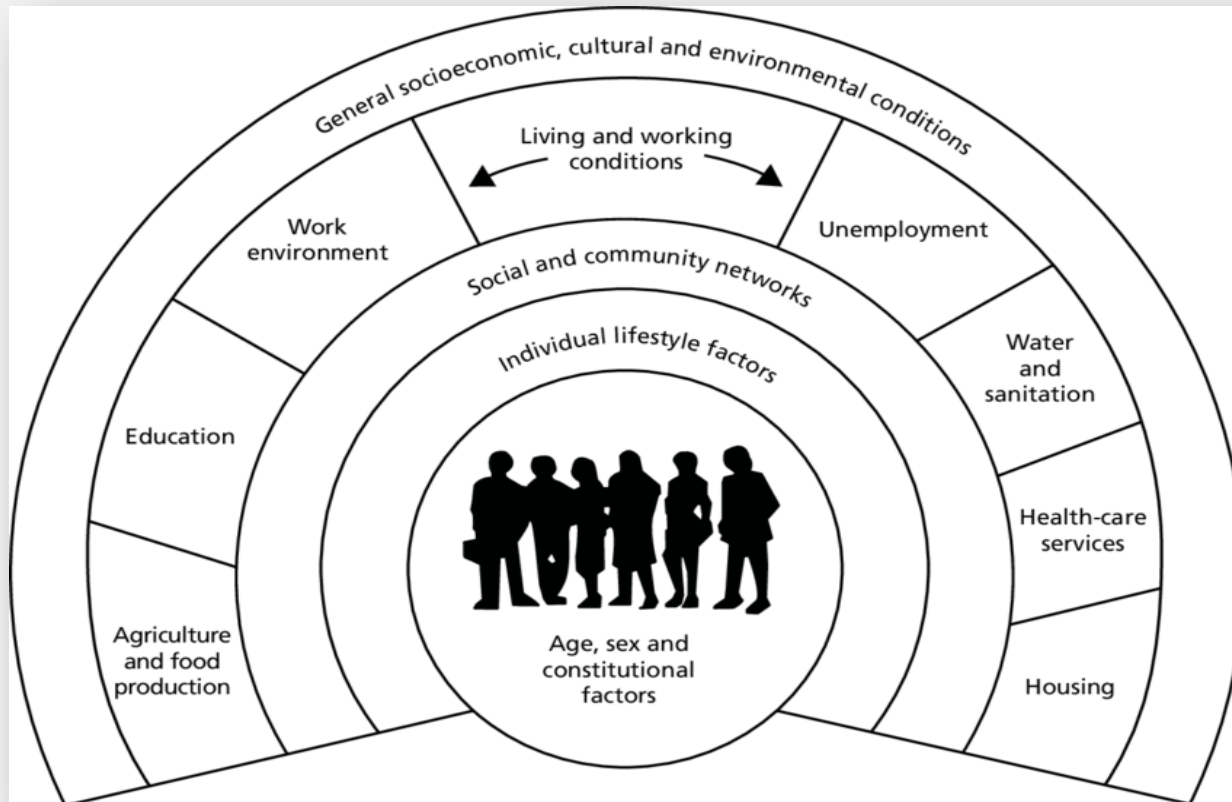 General socioeconomic, cultural and environmental conditions
Living and working
conditions
Work
environment
Unemployment
Social and community networks
Individual lifestyle factors
Water
and
sanitation
Education
Health-care
services
Agriculture
and food
production
Age, sex and
constitutional
factors
Housing